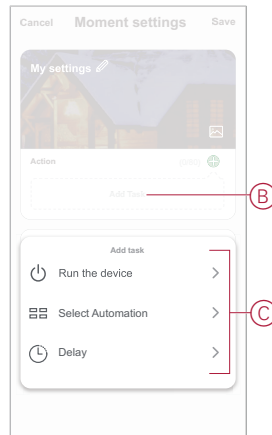 Cancel Moment settings Save
My settings
Action
Add Task
B
Add task
Run the device
C
Select Automation
Delay